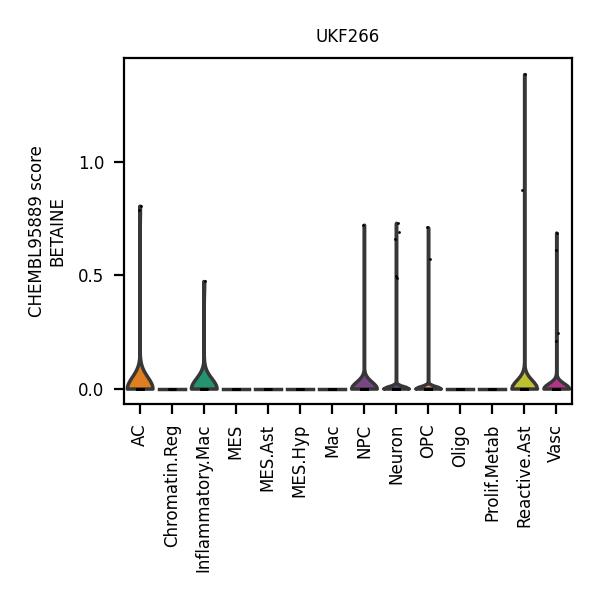 UKF266
CHEMBL95889 score
BETAINE
1.0
0.5
0.0
AC
Chromatin.Reg
Inflammatory.Mac
MES
MES.Ast
MES.Hyp
Mac
NPC
Neuron
OPC
Oligo
Prolif.Metab
Reactive.Ast
Vasc